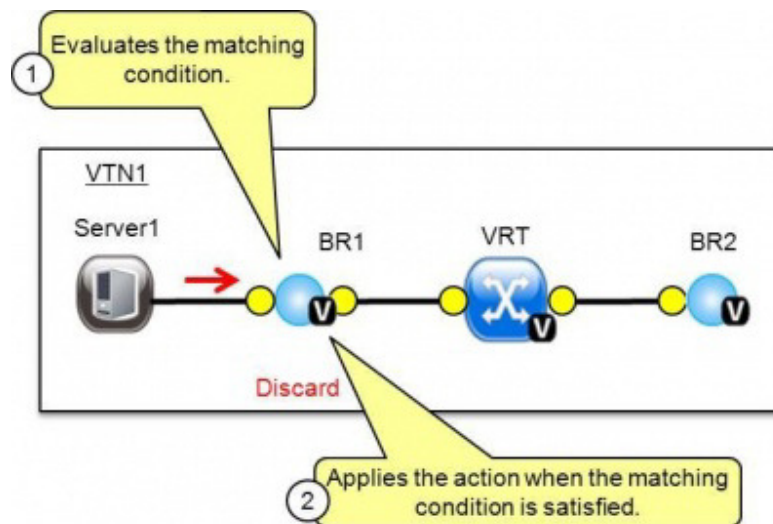 Evaluates the matching
condition.
1
VTN1
Server1
BR1
VRT
BR2
V
V
V
Discard
Applies the action when the matching
condition is satisfied.
2